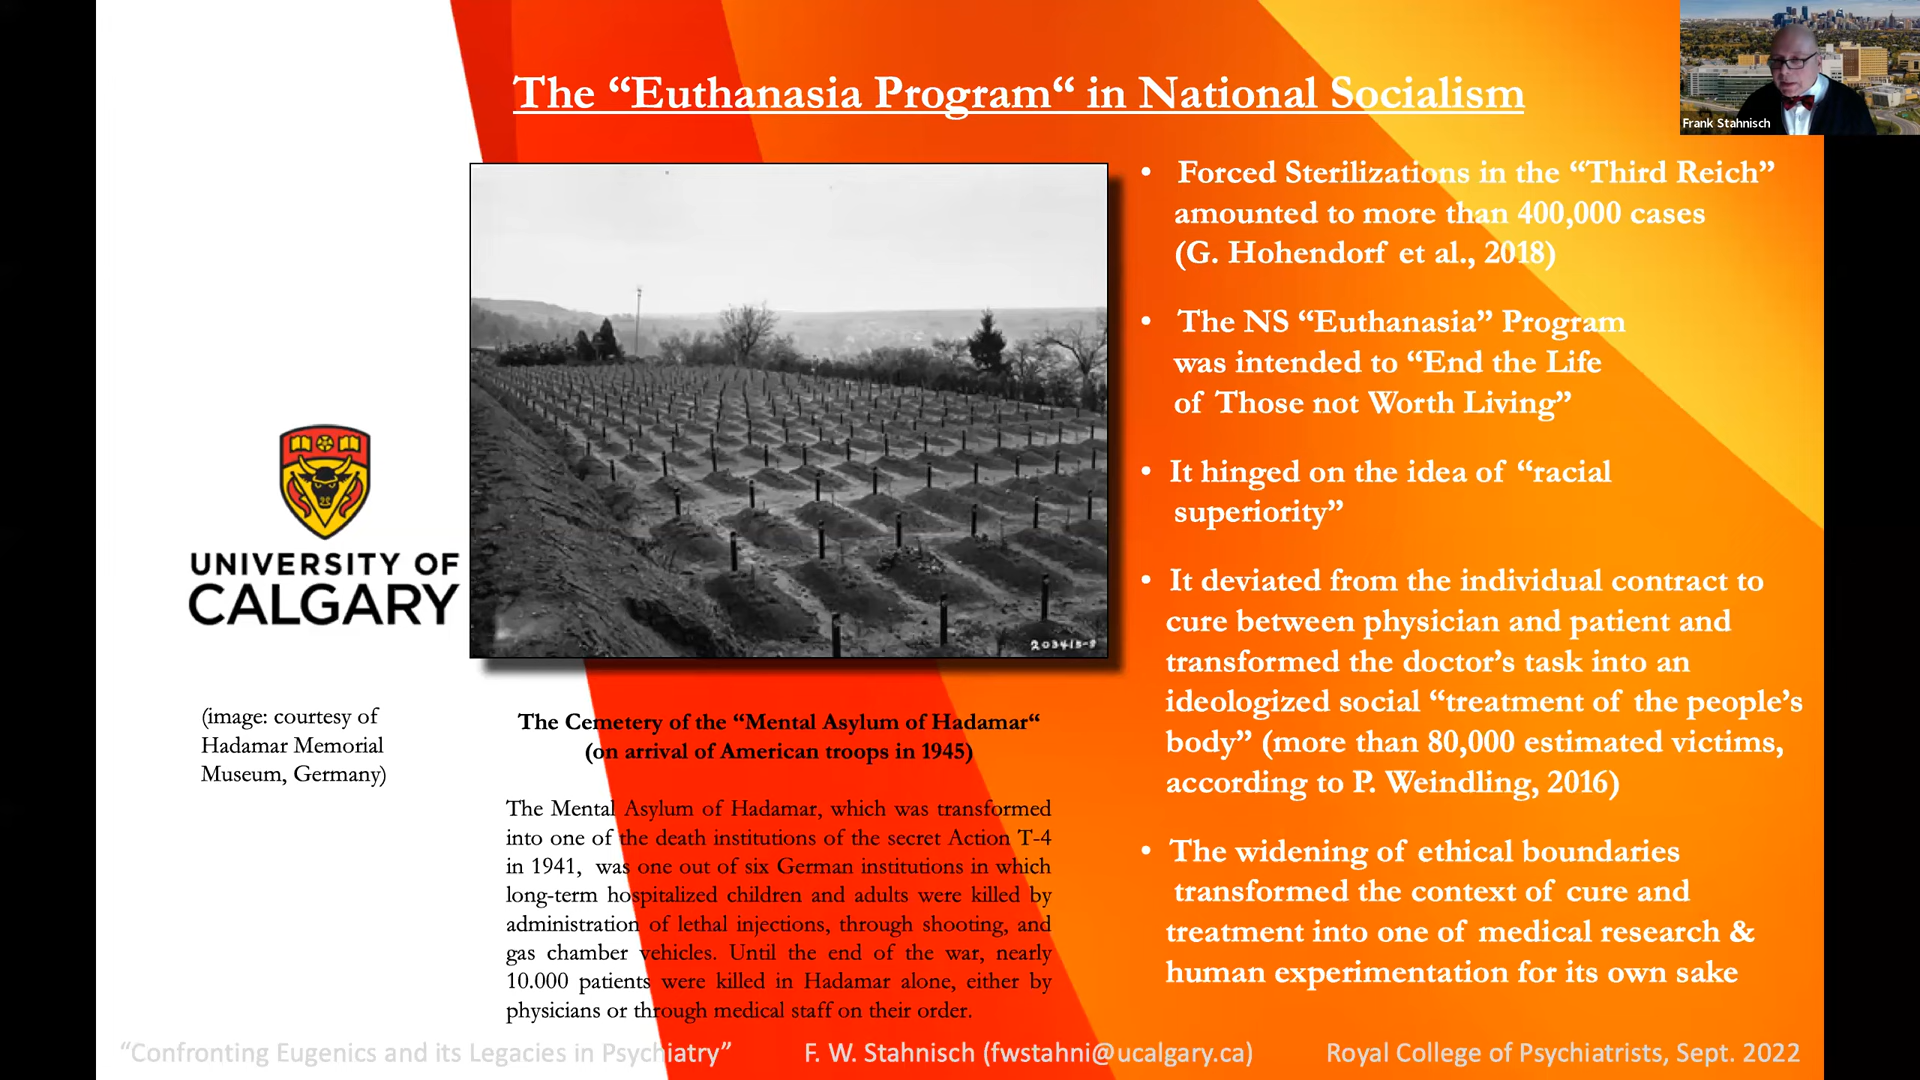 The “Euthanasia Program“ in National Socialism
Frank Stahnisch
• Forced Sterilizations in the “Third Reich”
amounted to more than 400,000 cases
(G. Hohendorf et al., 2018)
• The NS “Euthanasia” Program
was intended to “End the Life
of Those not Worth Living”
• It hinged on the idea of “racial
superiority”
• It deviated from the individual contract to
cure between physician and patient and
transformed the doctor’s task into an
ideologized social “treatment of the people’s
body” (more than 80,000 estimated victims,
according to P. Weindling, 2016)
• The widening of ethical boundaries
transformed the context of cure and
treatment into one of medical research &
human experimentation for its own sake
UNIVERSITY OF
CALGARY
(image: courtesy of
Hadamar Memorial
Museum, Germany)
The Cemetery of the “Mental Asylum of Hadamar“
(on arrival of American troops in 1945)
The Mental Asylum of Hadamar, which was transformed
into one of the death institutions of the secret Action T-4
in 1941, was one out of six German institutions in which
long-term hospitalized children and adults were killed by
administration of lethal injections, through shooting, and
gas chamber vehicles. Until the end of the war, nearly
10.000 patients were killed in Hadamar alone, either by
physicians or through medical staff on their order.
“Confronting Eugenics and its Legacies in Psychiatry” F. W. Stahnisch (fwstahni@ucalgary.ca) Royal College of Psychiatrists, Sept. 2022